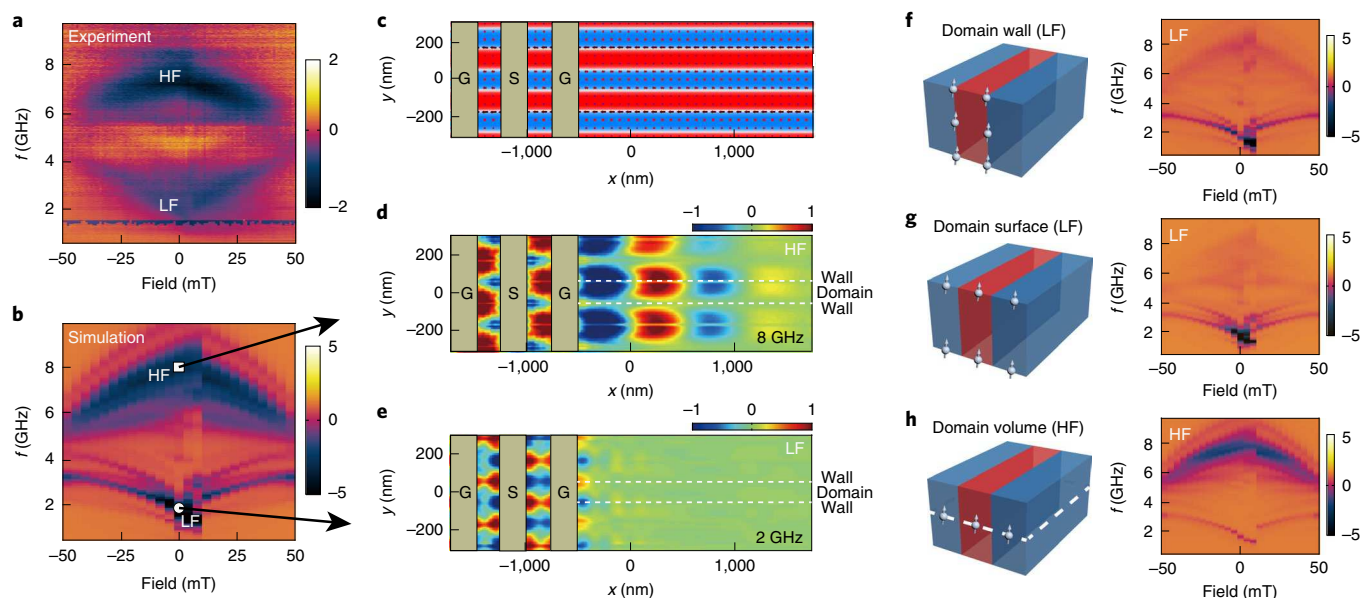 a
Experiment
HF
LF
f (GHz)
8
6
4
2
−50
−25
0
25
50
Field (mT)
2
1
0
−1
−2
b
Simulation
HF
LF
f (GHz)
8
6
4
2
−50
−25
0
25
50
Field (mT)
5
0
−5
c
y (nm)
200
0
−200
G
S
G
−1,000
0
1,000
x (nm)
d
−1
0
1
y (nm)
200
0
−200
G
S
G
HF
8 GHz
Wall
Domain
Wall
−1,000
0
1,000
x (nm)
e
−1
0
1
y (nm)
200
0
−200
G
S
G
LF
2 GHz
Wall
Domain
Wall
−1,000
0
1,000
x (nm)
f
Domain wall (LF)
LF
f (GHz)
8
6
4
2
−50
0
50
Field (mT)
5
0
−5
g
Domain surface (LF)
LF
f (GHz)
8
6
4
2
−50
0
50
Field (mT)
5
0
−5
h
Domain volume (HF)
HF
f (GHz)
8
6
4
2
−50
0
50
Field (mT)
5
0
−5